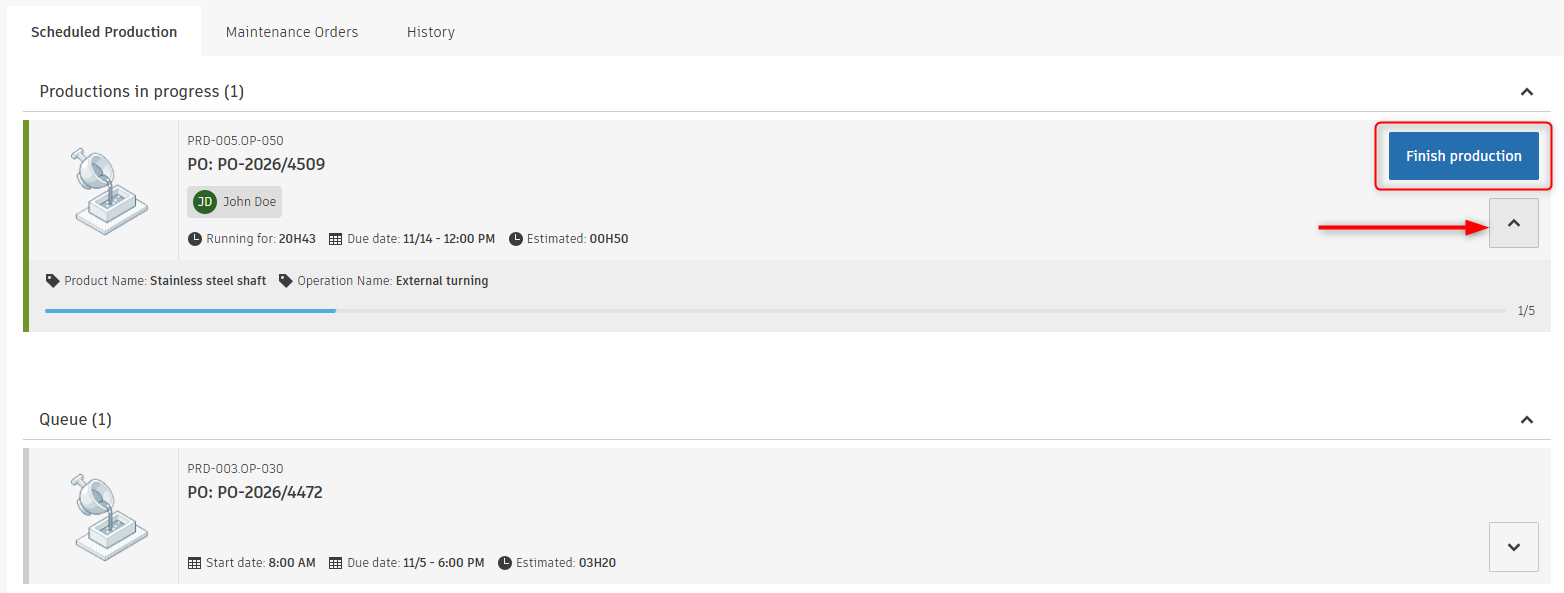 Scheduled Production Maintenance Orders History
Productions in progress (1)
PRD-005.OP-050
PO: PO-2026/4509
Finish production
JD John Doe
Running for: 20H43 Due date: 11/14 - 12:00 PM Estimated: 00H50
Product Name: Stainless steel shaft Operation Name: External turning
1/5
Queue (1)
PRD-003.OP-030
PO: PO-2026/4472
Start date: 8:00 AM Due date: 11/5 - 6:00 PM Estimated: 03H20